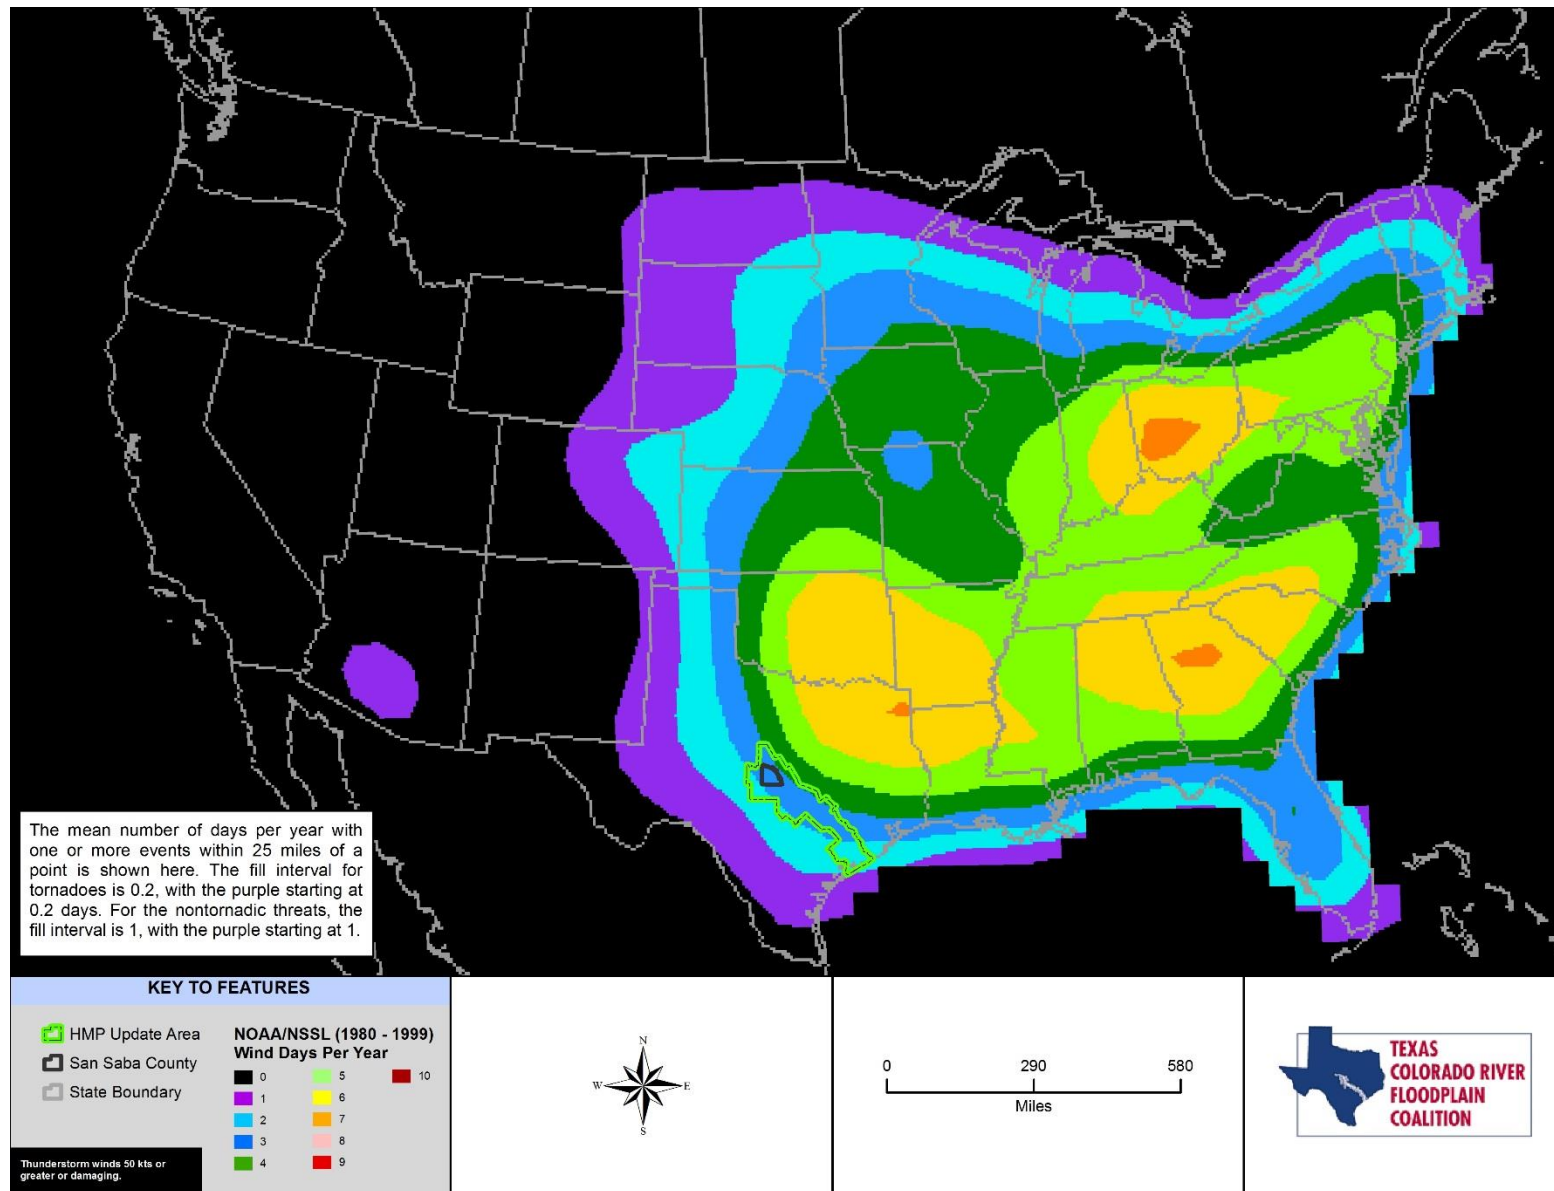 The mean number of days per year with
one or more events within 25 miles of a
point is shown here. The fill interval for
tornadoes is 0.2, with the purple starting at
0.2 days. For the nontornadic threats, the
fill interval is 1, with the purple starting at 1.
KEY TO FEATURES
HMP Update Area
San Saba County
State Boundary
Thunderstorm winds 50 kts or
greater or damaging.
NOAA/NSSL (1980 - 1999)
Wind Days Per Year
0
1
2
3
4
5
6
7
8
9
10
N
W
E
S
0 290 580
Miles
TEXAS
COLORADO RIVER
FLOODPLAIN
COALITION